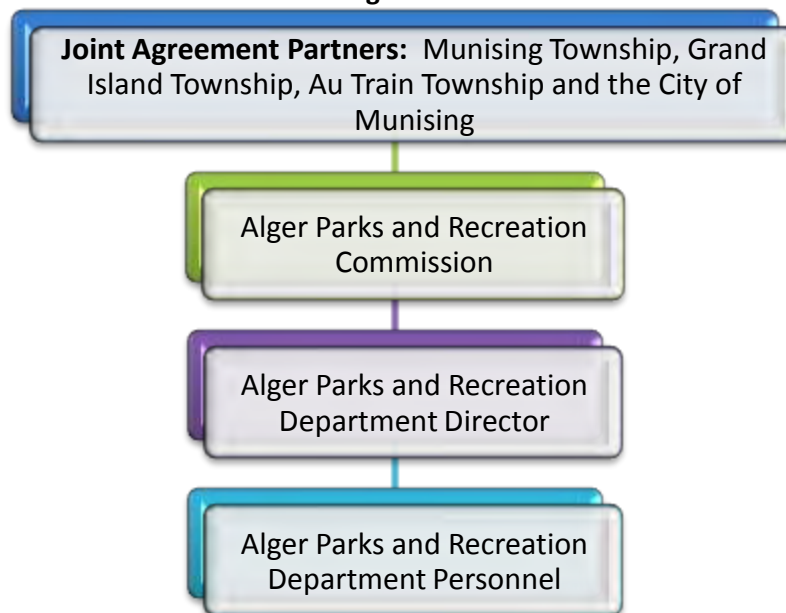 Joint Agreement Partners: Munising Township, Grand
Island Township, Au Train Township and the City of
Munising
Alger Parks and Recreation
Commission
Alger Parks and Recreation
Department Director
Alger Parks and Recreation
Department Personnel